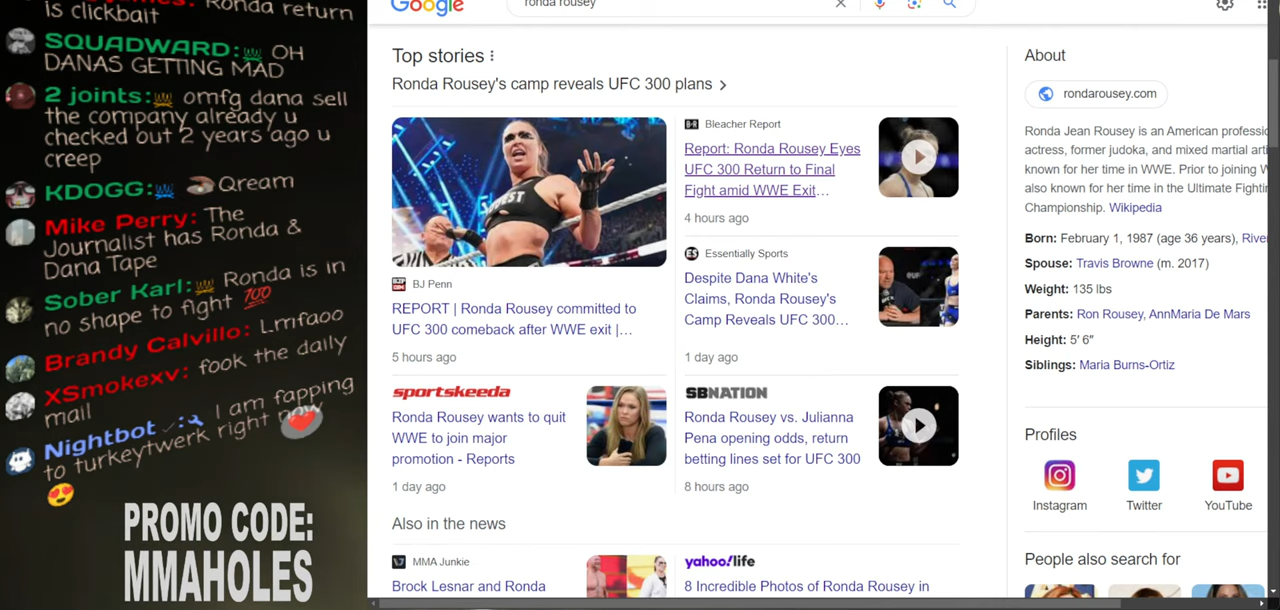 Ronda return
is clickbait
SQUADWARD: OH
DANAS GETTING MAD
2 joints: omfg dana sell
the company already u
checked out 2 years ago u
creep
KDOGG: Qream
Mike Perry: The
Journalist has Ronda &
Dana Tape
Sober Karl: Ronda is in
no shape to fight 💯
Brandy Calvillo: Lmfaoo
XSmokexv: fook the daily
mail
Nightbot: I am fapping
to turkeytwerk right now
😍
PROMO CODE:
MMAHOLES
Google
ronda rousey
Top stories
Ronda Rousey's camp reveals UFC 300 plans
BJ Penn
REPORT | Ronda Rousey committed to
UFC 300 comeback after WWE exit |…
5 hours ago
B/R Bleacher Report
Report: Ronda Rousey Eyes
UFC 300 Return to Final
Fight amid WWE Exit…
4 hours ago
ES Essentially Sports
Despite Dana White's
Claims, Ronda Rousey's
Camp Reveals UFC 300…
1 day ago
sportskeeda
Ronda Rousey wants to quit
WWE to join major
promotion - Reports
1 day ago
SBNATION
Ronda Rousey vs. Julianna
Pena opening odds, return
betting lines set for UFC 300
8 hours ago
Also in the news
MMA Junkie
Brock Lesnar and Ronda
yahoo!life
8 Incredible Photos of Ronda Rousey in
About
rondarousey.com
Ronda Jean Rousey is an American professio
actress, former judoka, and mixed martial arti
known for her time in WWE. Prior to joining W
also known for her time in the Ultimate Fightin
Championship. Wikipedia
Born: February 1, 1987 (age 36 years), River
Spouse: Travis Browne (m. 2017)
Weight: 135 lbs
Parents: Ron Rousey, AnnMaria De Mars
Height: 5′ 6″
Siblings: Maria Burns-Ortiz
Profiles
Instagram
Twitter
YouTube
People also search for